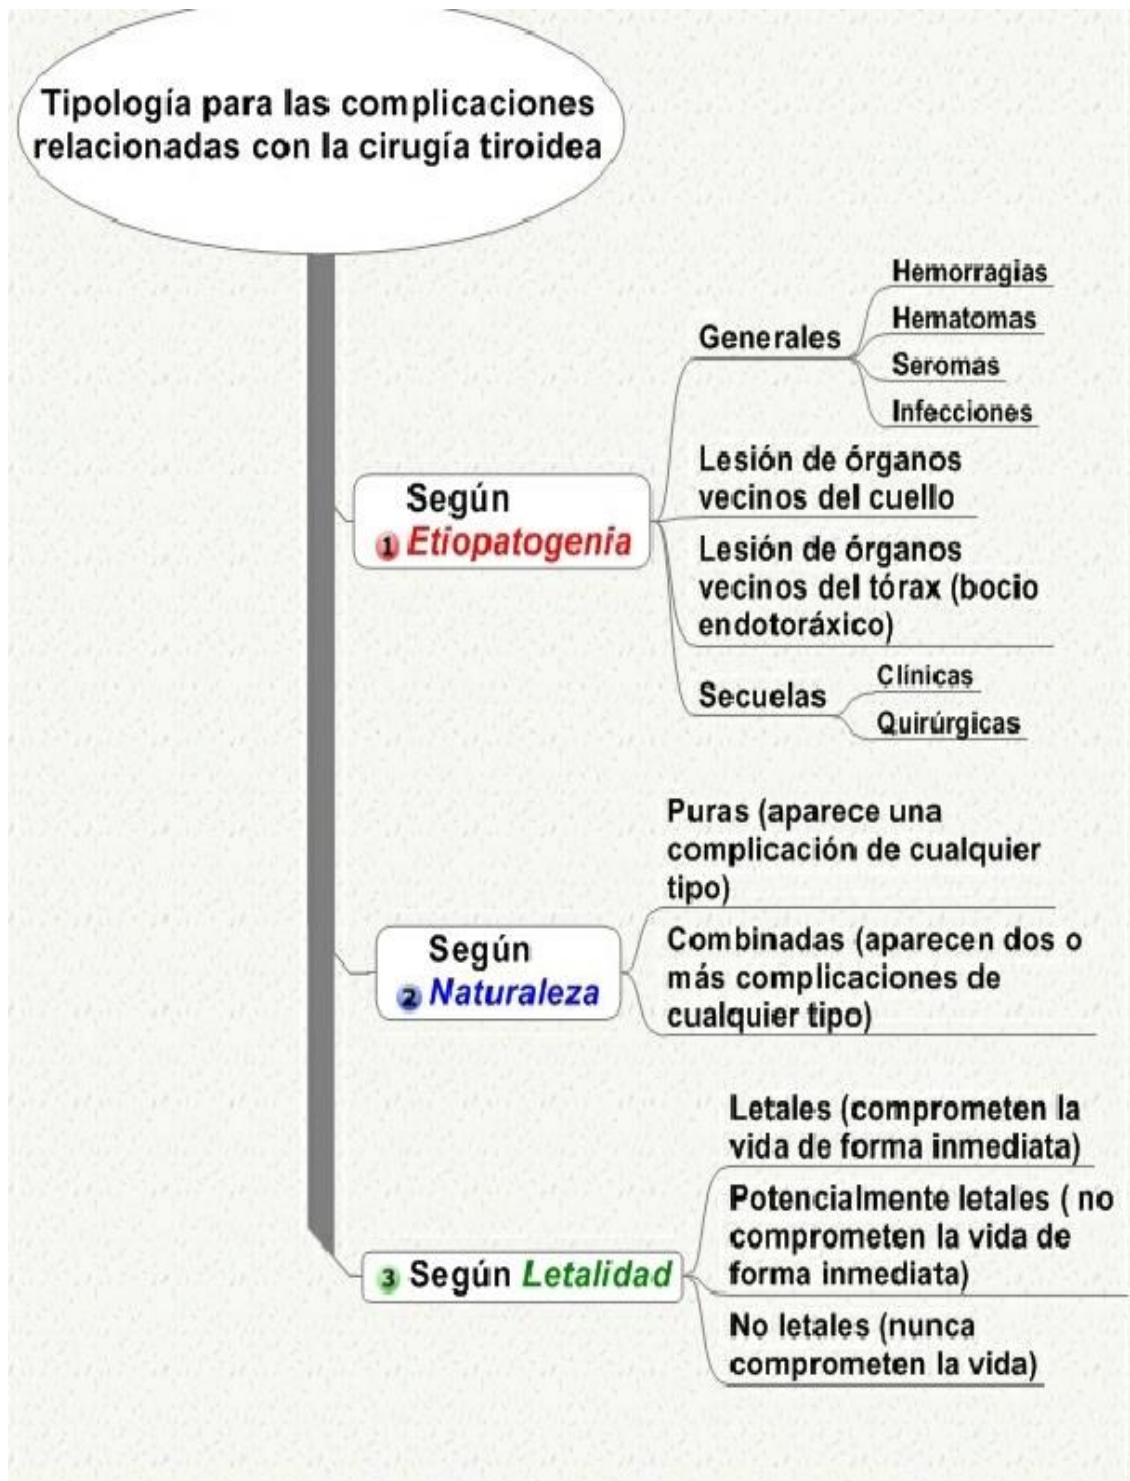 Tipología para las complicaciones
relacionadas con la cirugía tiroidea
Según
1 Etiopatogenia
Generales
Hemorragias
Hematomas
Seromas
Infecciones
Lesión de órganos
vecinos del cuello
Lesión de órganos
vecinos del tórax (bocio
endotoráxico)
Secuelas
Clínicas
Quirúrgicas
Según
2 Naturaleza
Puras (aparece una
complicación de cualquier
tipo)
Combinadas (aparecen dos o
más complicaciones de
cualquier tipo)
3 Según Letalidad
Letales (comprometen la
vida de forma inmediata)
Potencialmente letales ( no
comprometen la vida de
forma inmediata)
No letales (nunca
comprometen la vida)